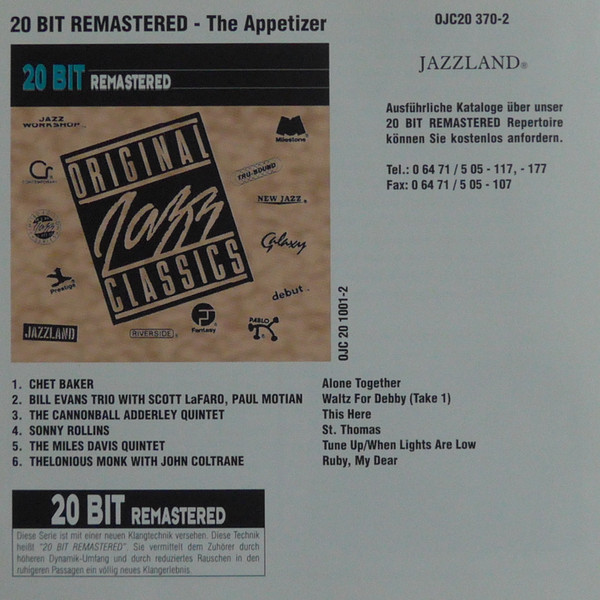 20 BIT REMASTERED - The Appetizer
OJC20 370-2
JAZZLAND®
Ausführliche Kataloge über unser
20 BIT REMASTERED Repertoire
können Sie kostenlos anfordern.
Tel.: 0 64 71 / 5 05 - 117, - 177
Fax: 0 64 71 / 5 05 - 107
20 BIT REMASTERED
JAZZ
WORKSHOP
Milestone
CONTEMPORARY
TRU-SOUND
NEW JAZZ
ORIGINAL
Jazz
CLASSICS
Galaxy
prestige
debut
JAZZLAND
RIVERSIDE
Fantasy
PABLO
OJC 20 1001-2
1. CHET BAKER Alone Together
2. BILL EVANS TRIO WITH SCOTT LaFARO, PAUL MOTIAN Waltz For Debby (Take 1)
3. THE CANNONBALL ADDERLEY QUINTET This Here
4. SONNY ROLLINS St. Thomas
5. THE MILES DAVIS QUINTET Tune Up/When Lights Are Low
6. THELONIOUS MONK WITH JOHN COLTRANE Ruby, My Dear
20 BIT REMASTERED
Diese Serie ist mit einer neuen Klangtechnik versehen. Diese Technik
heißt "20 BIT REMASTERED". Sie vermittelt dem Zuhörer durch
höheren Dynamik-Umfang und durch reduziertes Rauschen in den
ruhigeren Passagen ein völlig neues Klangerlebnis.